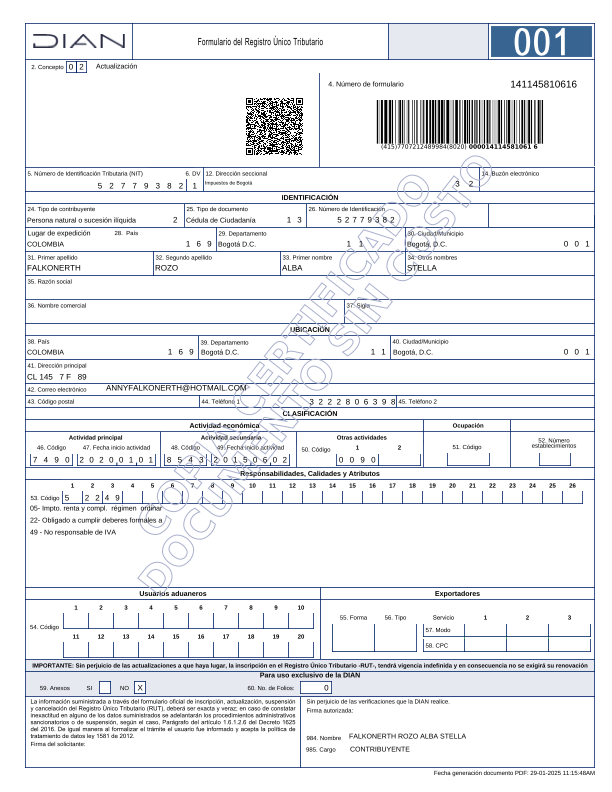 DIAN
Formulario del Registro Único Tributario
001
2. Concepto 0 2 Actualización
4. Número de formulario 141145810616
(415)7707212489984(8020) 000014114581061 6
5. Número de Identificación Tributaria (NIT) 6. DV 12. Dirección seccional 14. Buzón electrónico
5 2 7 7 9 3 8 2 1 Impuestos de Bogotá 3 2
IDENTIFICACIÓN
24. Tipo de contribuyente 25. Tipo de documento 26. Número de Identificación
Persona natural o sucesión ilíquida 2 Cédula de Ciudadanía 1 3 5 2 7 7 9 3 8 2
Lugar de expedición 28. País 29. Departamento 30. Ciudad/Municipio
COLOMBIA 1 6 9 Bogotá D.C. 1 1 Bogotá, D.C. 0 0 1
31. Primer apellido 32. Segundo apellido 33. Primer nombre 34. Otros nombres
FALKONERTH ROZO ALBA STELLA
35. Razón social
36. Nombre comercial 37. Sigla
UBICACIÓN
38. País 39. Departamento 40. Ciudad/Municipio
COLOMBIA 1 6 9 Bogotá D.C. 1 1 Bogotá, D.C. 0 0 1
41. Dirección principal
CL 145 7 F 89
42. Correo electrónico ANNYFALKONERTH@HOTMAIL.COM
43. Código postal 44. Teléfono 1 3 2 2 2 8 0 6 3 9 8 45. Teléfono 2
CLASIFICACIÓN
Actividad económica Ocupación
Actividad principal Actividad secundaria Otras actividades 52. Número establecimientos
46. Código 47. Fecha inicio actividad 48. Código 49. Fecha inicio actividad 50. Código 1 2 51. Código
7 4 9 0 2 0 2 0 0 1 0 1 8 5 4 3 2 0 1 5 0 6 0 2 0 0 9 0
Responsabilidades, Calidades y Atributos
1 2 3 4 5 6 7 8 9 10 11 12 13 14 15 16 17 18 19 20 21 22 23 24 25 26
53. Código 5 2 2 4 9
05- Impto. renta y compl. régimen ordinar
22- Obligado a cumplir deberes formales a
49 - No responsable de IVA
COPIA CERTIFICADO
DOCUMENTO SIN COSTO
Usuarios aduaneros Exportadores
1 2 3 4 5 6 7 8 9 10
54. Código
11 12 13 14 15 16 17 18 19 20
55. Forma 56. Tipo Servicio 1 2 3
57. Modo
58. CPC
IMPORTANTE: Sin perjuicio de las actualizaciones a que haya lugar, la inscripción en el Registro Único Tributario -RUT-, tendrá vigencia indefinida y en consecuencia no se exigirá su renovación
Para uso exclusivo de la DIAN
59. Anexos SI NO X 60. No. de Folios: 0
La información suministrada a través del formulario oficial de inscripción, actualización, suspensión
y cancelación del Registro Único Tributario (RUT), deberá ser exacta y veraz; en caso de constatar
inexactitud en alguno de los datos suministrados se adelantarán los procedimientos administrativos
sancionatorios o de suspensión, según el caso.
Parágrafo del artículo 1.6.1.2.6 del Decreto 1625
del 2016. De igual manera al formalizar el trámite el usuario fue informado y acepta la política de
tratamiento de datos ley 1581 de 2012.
Firma del solicitante:
Sin perjuicio de las verificaciones que la DIAN realice.
Firma autorizada:
984. Nombre FALKONERTH ROZO ALBA STELLA
985. Cargo CONTRIBUYENTE
Fecha generación documento PDF: 29-01-2025 11:15:48AM